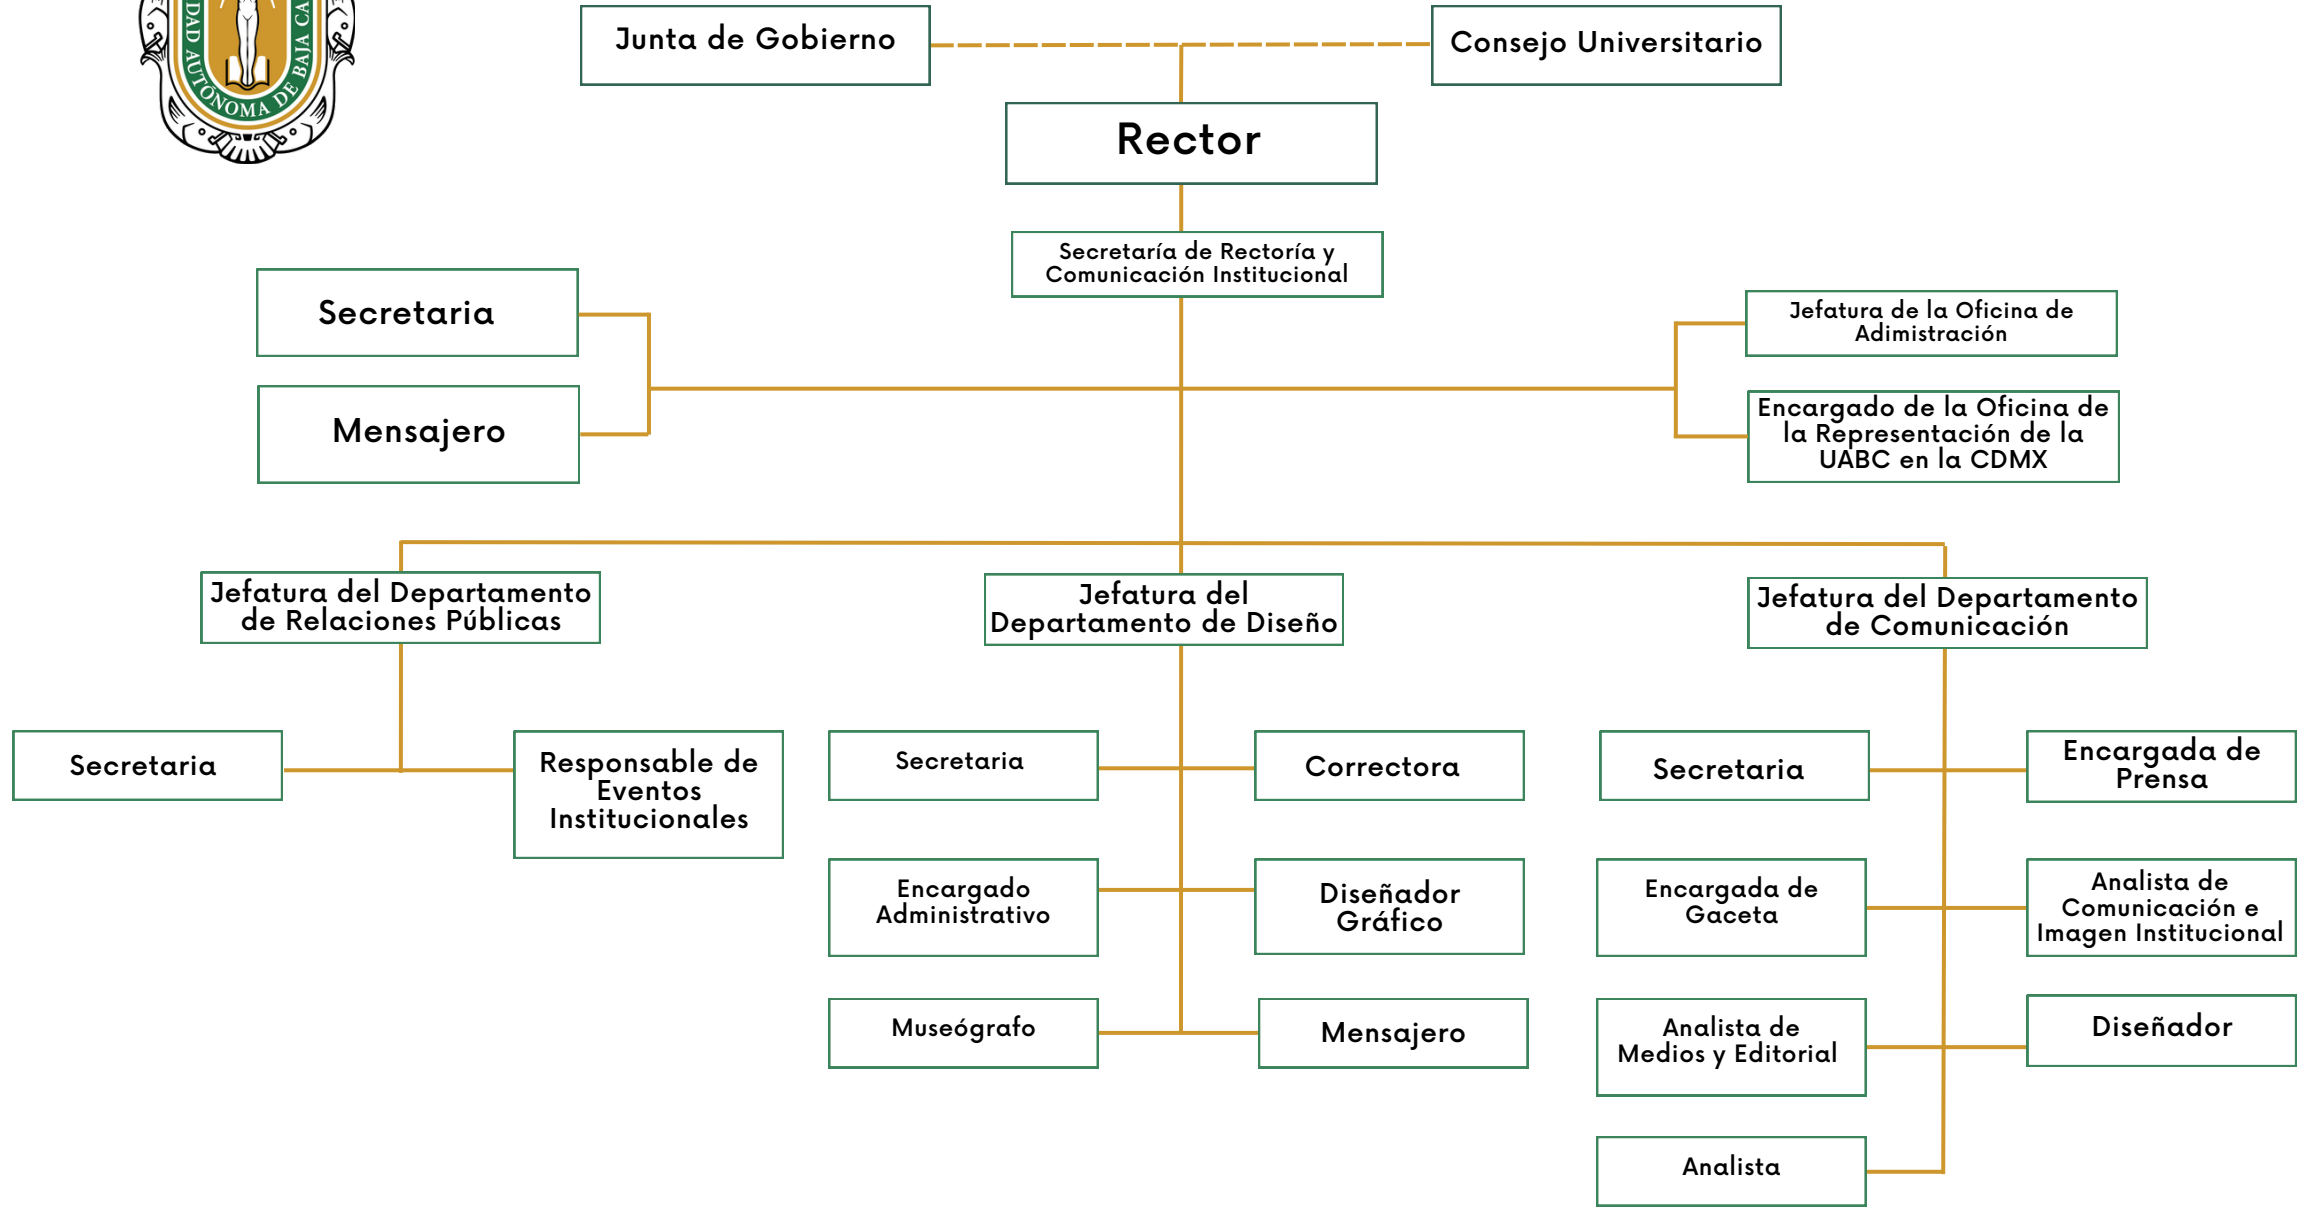 DAD AUTÓNOMA DE BAJA CA
Junta de Gobierno
Consejo Universitario
Rector
Secretaría de Rectoría y
Comunicación Institucional
Secretaria
Mensajero
Jefatura de la Oficina de
Adimistración
Encargado de la Oficina de
la Representación de la
UABC en la CDMX
Jefatura del Departamento
de Relaciones Públicas
Jefatura del
Departamento de Diseño
Jefatura del Departamento
de Comunicación
Secretaria
Responsable de
Eventos
Institucionales
Secretaria
Correctora
Encargado
Administrativo
Diseñador
Gráfico
Museógrafo
Mensajero
Secretaria
Encargada de
Prensa
Encargada de
Gaceta
Analista de
Comunicación e
Imagen Institucional
Analista de
Medios y Editorial
Diseñador
Analista